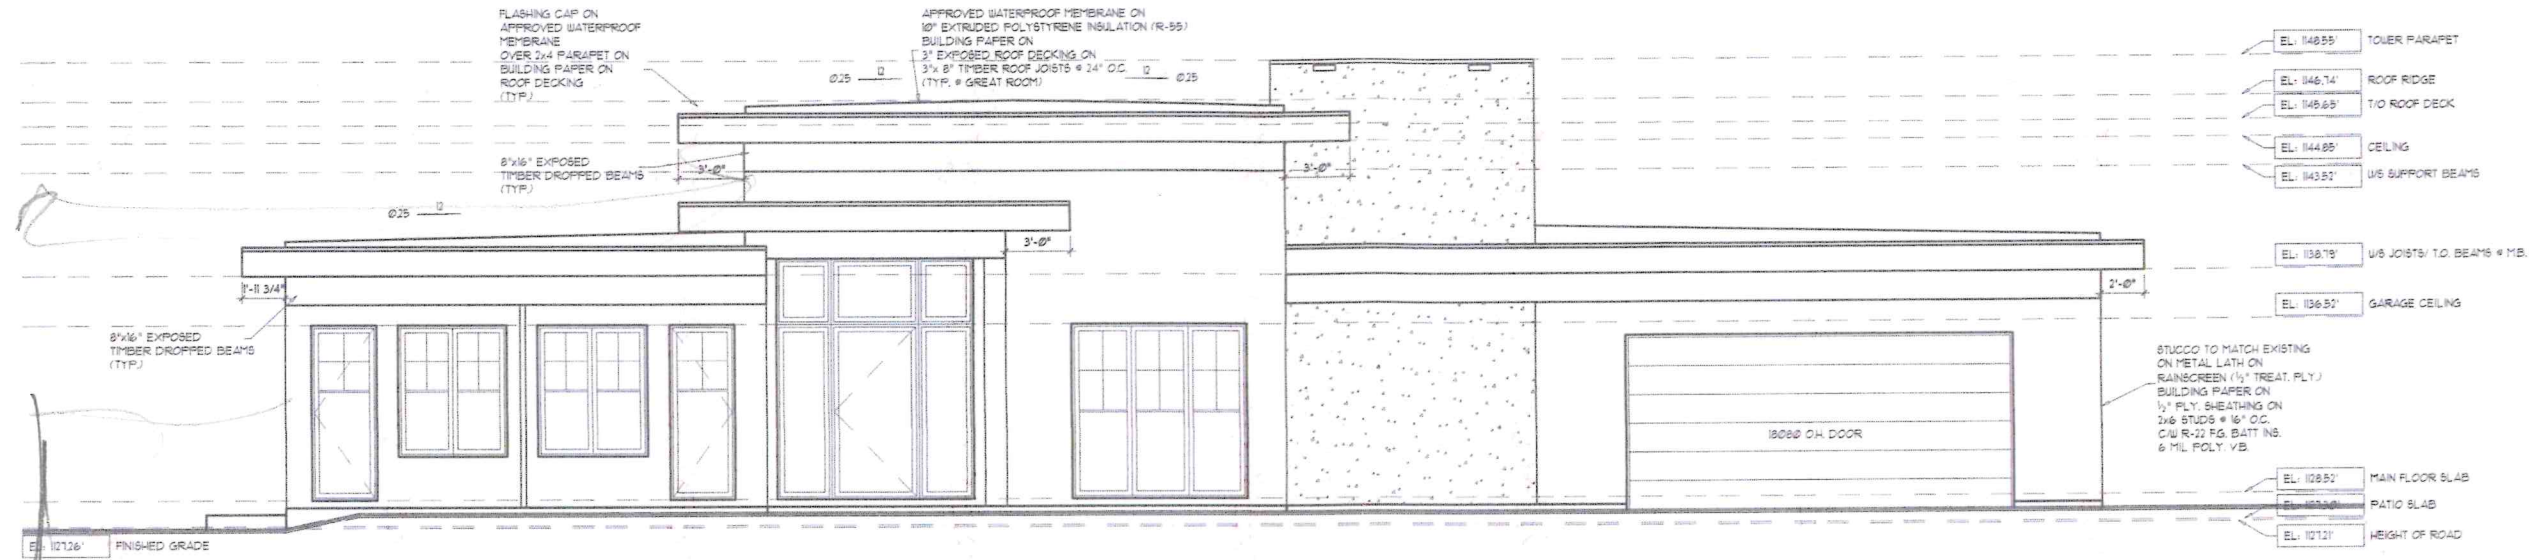 FLASHING CAP ON
APPROVED WATERPROOF
MEMBRANE
OVER 2x4 PARAPET ON
BUILDING PAPER ON
ROOF DECKING
(TYP.)
APPROVED WATERPROOF MEMBRANE ON
10" EXTRUDED POLYSTYRENE INSULATION (R-55)
BUILDING PAPER ON
3" EXPOSED ROOF DECKING ON
3"x 8" TIMBER ROOF JOISTS @ 24" O.C.
(TYP. @ GREAT ROOM)
12
0.25
12
0.25
EL: 1148.55' TOWER PARAPET
EL: 1146.74' ROOF RIDGE
EL: 1145.65' T/O ROOF DECK
EL: 1144.85' CEILING
EL: 1143.52' U/S SUPPORT BEAMS
8"x16" EXPOSED
TIMBER DROPPED BEAMS
(TYP.)
3'-0"
3'-0"
12
0.25
3'-0"
EL: 1138.79' U/S JOISTS/ T.O. BEAMS @ M.B.
1'-11 3/4"
2'-0"
EL: 1136.52' GARAGE CEILING
8"x16" EXPOSED
TIMBER DROPPED BEAMS
(TYP.)
STUCCO TO MATCH EXISTING
ON METAL LATH ON
RAINSCREEN (½" TREAT. PLY.)
BUILDING PAPER ON
½" PLY. SHEATHING ON
2x6 STUDS @ 16" O.C.
C/W R-22 F.G. BATT INS.
6 MIL POLY. V.B.
18080 O.H. DOOR
EL: 1128.52' MAIN FLOOR SLAB
EL: PATIO SLAB
EL: 1127.21' HEIGHT OF ROAD
EL: 1127.26' FINISHED GRADE